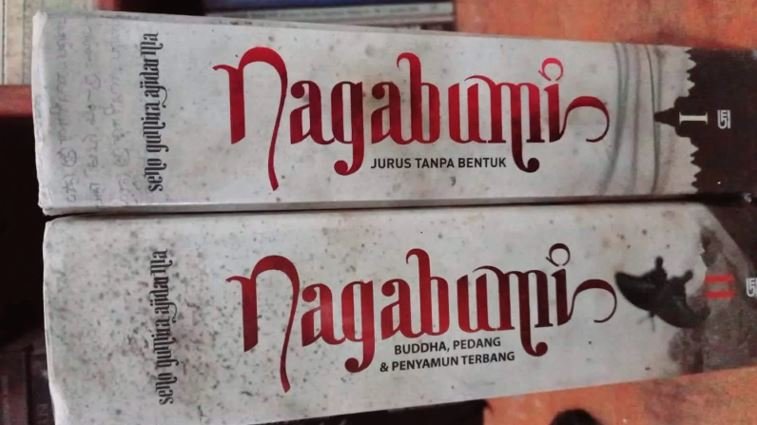 seno gumira ajidarma
Nagabumi
JURUS TANPA BENTUK
I
seno gumira ajidarma
Nagabumi
BUDDHA, PEDANG
& PENYAMUN TERBANG
II